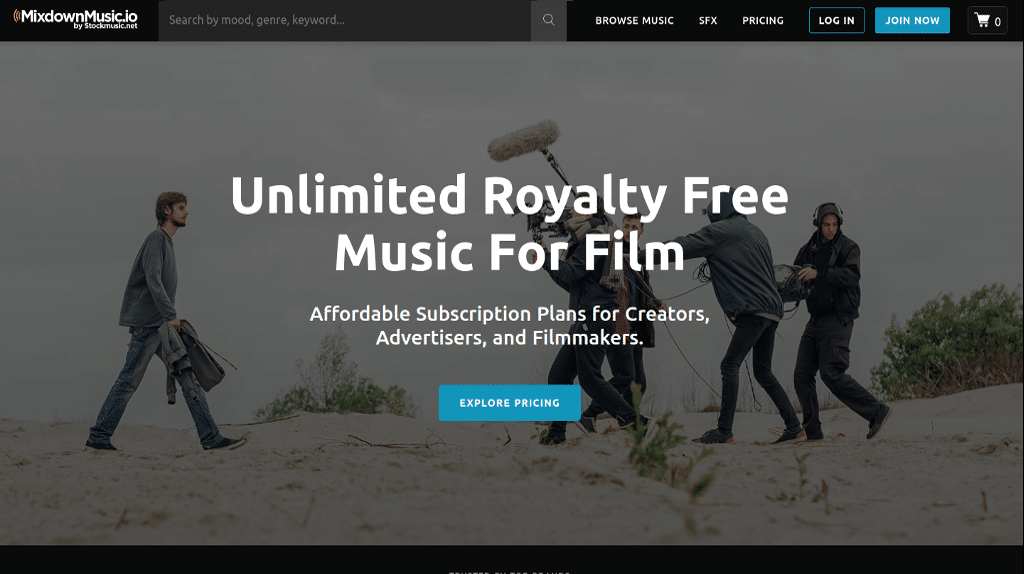 MixdownMusic.io
by Stockmusic.net
Search by mood, genre, keyword...
BROWSE MUSIC
SFX
PRICING
LOG IN
JOIN NOW
0
Unlimited Royalty Free
Music For Film
Affordable Subscription Plans for Creators,
Advertisers, and Filmmakers.
EXPLORE PRICING